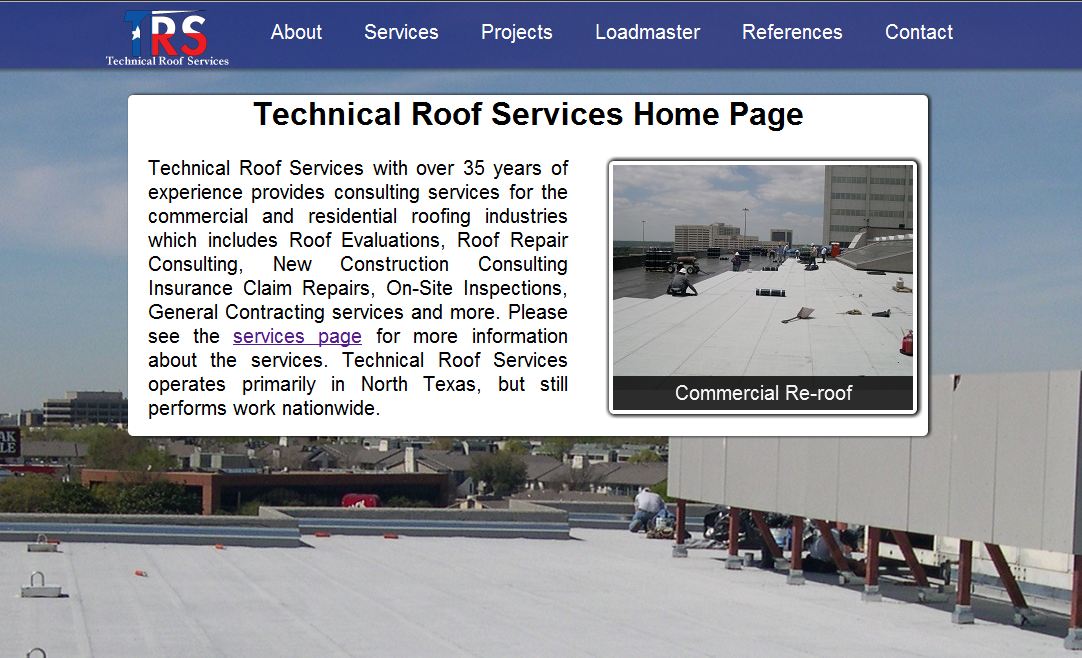 TRS
Technical Roof Services
About Services Projects Loadmaster References Contact
Technical Roof Services Home Page
Technical Roof Services with over 35 years of
experience provides consulting services for the
commercial and residential roofing industries
which includes Roof Evaluations, Roof Repair
Consulting, New Construction Consulting
Insurance Claim Repairs, On-Site Inspections,
General Contracting services and more. Please
see the services page for more information
about the services. Technical Roof Services
operates primarily in North Texas, but still
performs work nationwide.
Commercial Re-roof